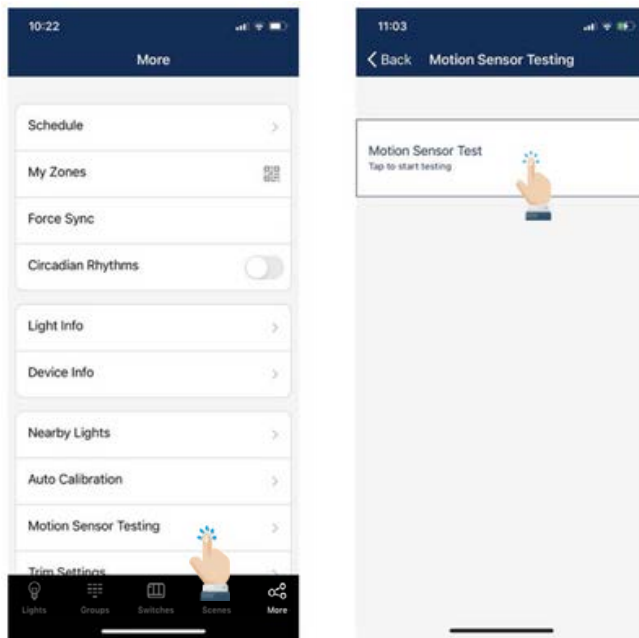 10:22
More
Schedule
My Zones
Force Sync
Circadian Rhythms
Light Info
Device Info
Nearby Lights
Auto Calibration
Motion Sensor Testing
Trim Settings
Lights
Groups
Switches
Scenes
More
11:03
Back Motion Sensor Testing
Motion Sensor Test
Tap to start testing